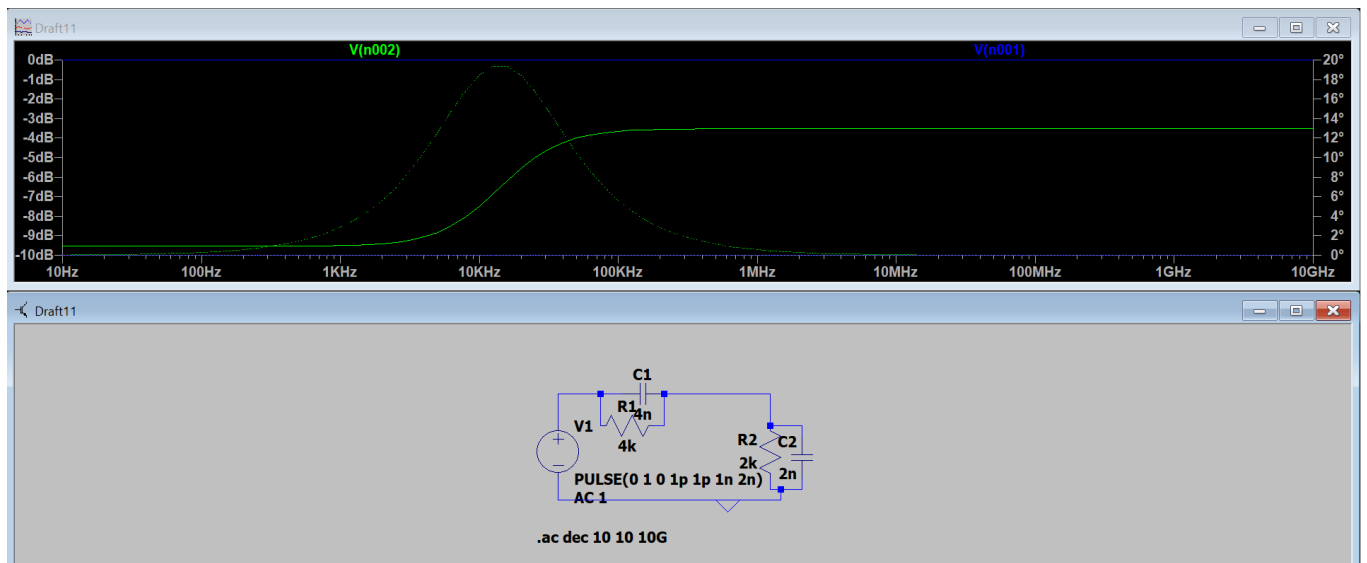 Draft11
V(n002) V(n001)
0dB 20°
-1dB 18°
-2dB 16°
-3dB 14°
-4dB 12°
-5dB 10°
-6dB 8°
-7dB 6°
-8dB 4°
-9dB 2°
-10dB 0°
10Hz 100Hz 1KHz 10KHz 100KHz 1MHz 10MHz 100MHz 1GHz 10GHz
Draft11
C1
R1 4n
V1
4k
R2 C2
2k
2n
PULSE(0 1 0 1p 1p 1n 2n)
AC 1
.ac dec 10 10 10G